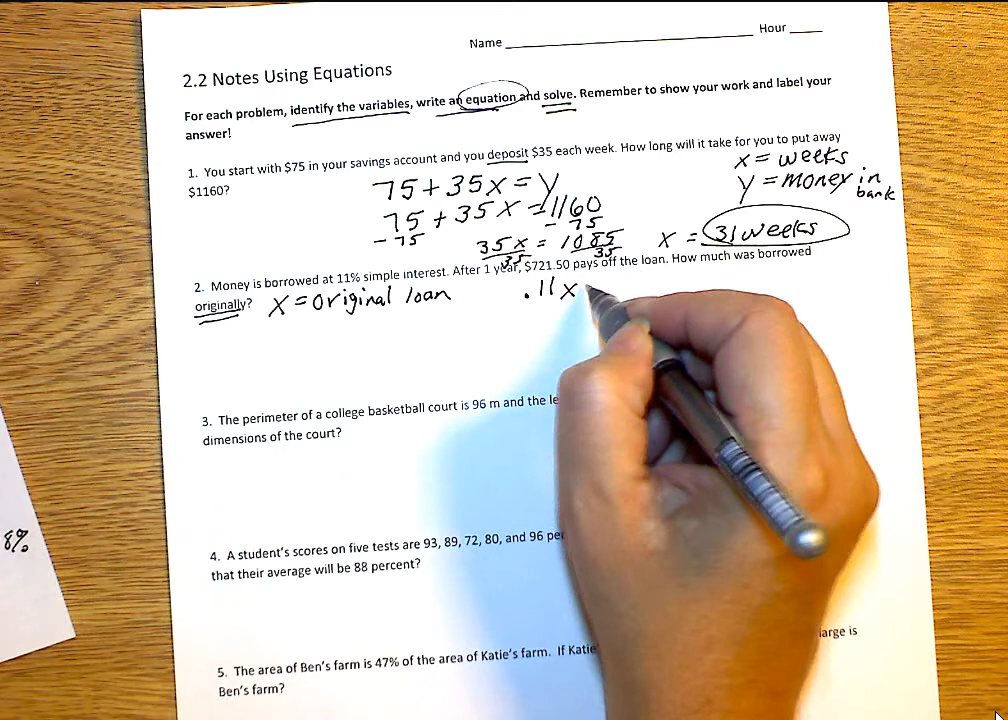 Name Hour
2.2 Notes Using Equations
For each problem, identify the variables, write an equation and solve. Remember to show your work and label your
answer!
1. You start with $75 in your savings account and you deposit $35 each week. How long will it take for you to put away
$1160?
x = weeks
y = money in bank
75 + 35x = y
75 + 35x = 1160
- 75 - 75
35x = 1085
35 35
x = 31 weeks
2. Money is borrowed at 11% simple interest. After 1 year, $721.50 pays off the loan. How much was borrowed
originally? x = original loan .11x
3. The perimeter of a college basketball court is 96 m and the
dimensions of the court?
8%
4. A student's scores on five tests are 93, 89, 72, 80, and 96
that their average will be 88 percent?
5. The area of Ben's farm is 47% of the area of Katie's farm. If large is
Ben's farm?